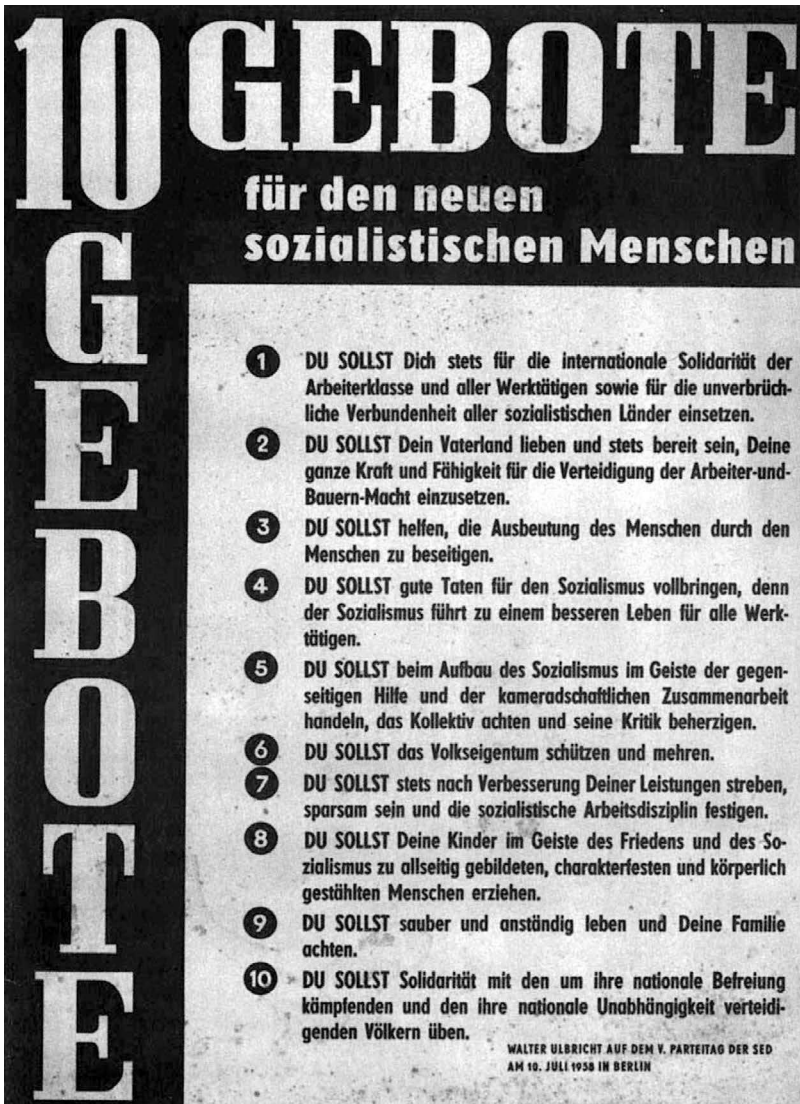 10 GEBOTE
für den neuen
sozialistischen Menschen
GEBOTE
1 DU SOLLST Dich stets für die internationale Solidarität der
Arbeiterklasse und aller Werktätigen sowie für die unverbrüch-
liche Verbundenheit aller sozialistischen Länder einsetzen.
2 DU SOLLST Dein Vaterland lieben und stets bereit sein, Deine
ganze Kraft und Fähigkeit für die Verteidigung der Arbeiter-und-
Bauern-Macht einzusetzen.
3 DU SOLLST helfen, die Ausbeutung des Menschen durch den
Menschen zu beseitigen.
4 DU SOLLST gute Taten für den Sozialismus vollbringen, denn
der Sozialismus führt zu einem besseren Leben für alle Werk-
tätigen.
5 DU SOLLST beim Aufbau des Sozialismus im Geiste der gegen-
seitigen Hilfe und der kameradschaftlichen Zusammenarbeit
handeln, das Kollektiv achten und seine Kritik beherzigen.
6 DU SOLLST das Volkseigentum schützen und mehren.
7 DU SOLLST stets nach Verbesserung Deiner Leistungen streben,
sparsam sein und die sozialistische Arbeitsdisziplin festigen.
8 DU SOLLST Deine Kinder im Geiste des Friedens und des So-
zialismus zu allseitig gebildeten, charakterfesten und körperlich
gestählten Menschen erziehen.
9 DU SOLLST sauber und anständig leben und Deine Familie
achten.
10 DU SOLLST Solidarität mit den um ihre nationale Befreiung
kämpfenden und den ihre nationale Unabhängigkeit verteidi-
genden Völkern üben.
WALTER ULBRICHT AUF DEM V. PARTEITAG DER SED
AM 10. JULI 1958 IN BERLIN